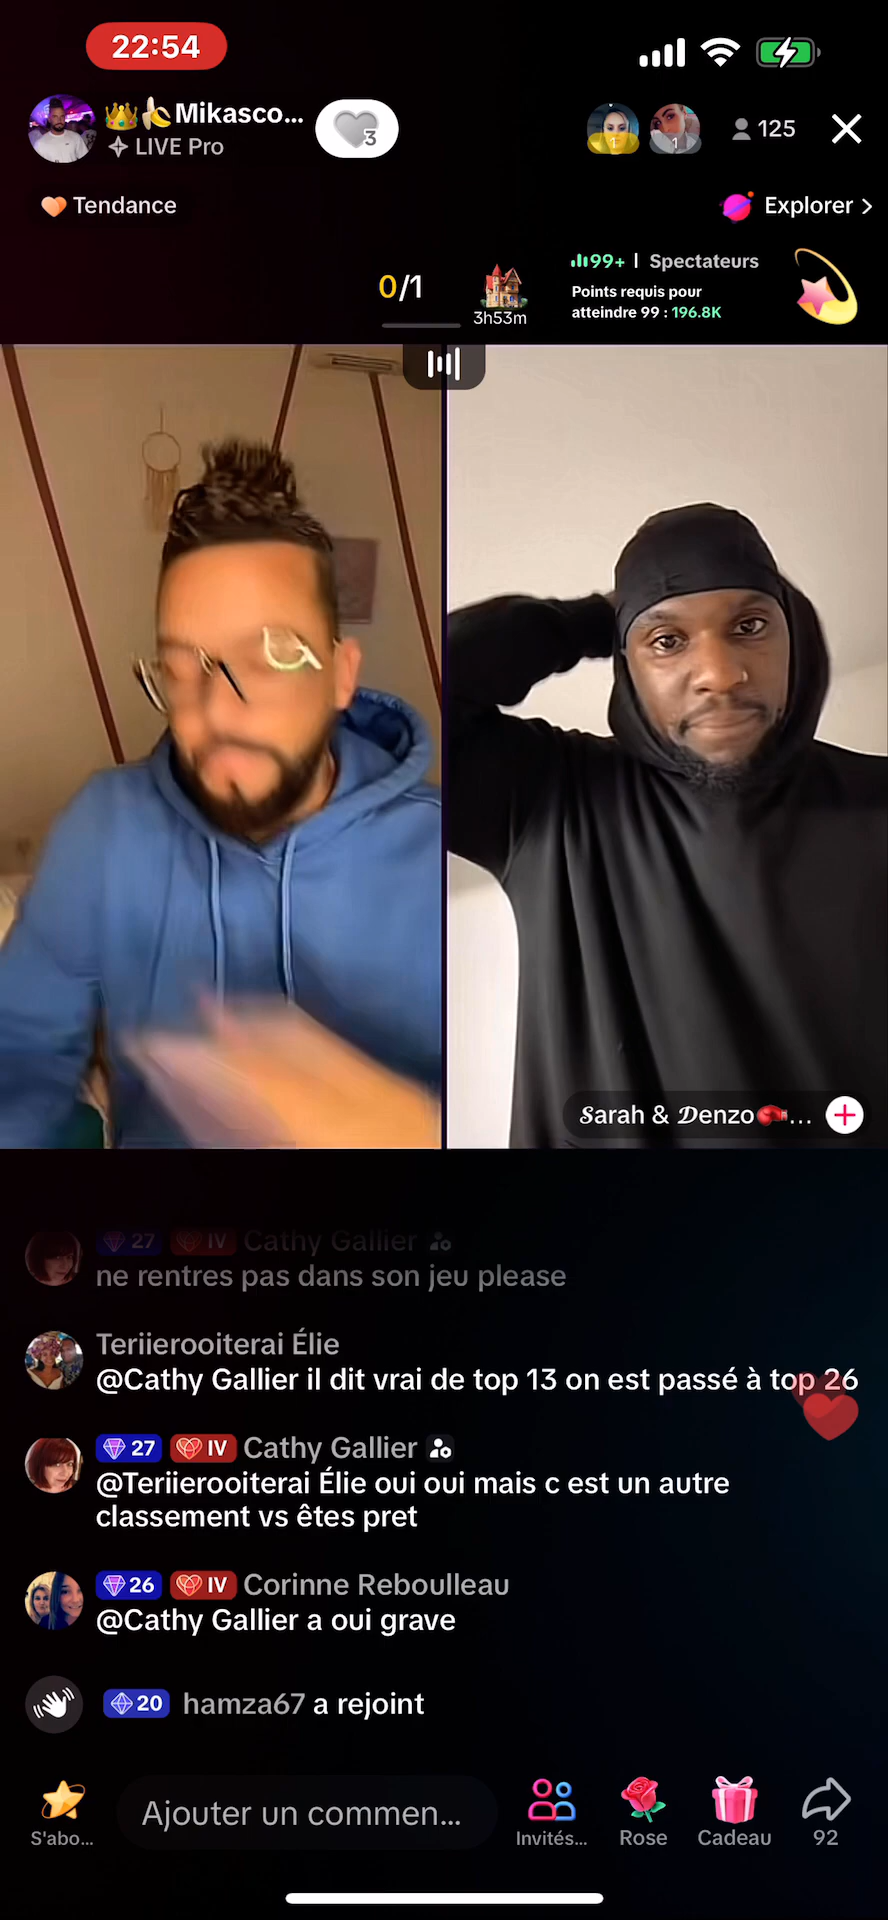 22:54
Mikasco...
LIVE Pro
3
1
1
125
Tendance
Explorer
0/1
3h53m
99+ | Spectateurs
Points requis pour
atteindre 99 : 196.8K
Sarah & Denzo...
27 IV Cathy Gallier
ne rentres pas dans son jeu please
Teriierooiterai Élie
@Cathy Gallier il dit vrai de top 13 on est passé à top 26
27 IV Cathy Gallier
@Teriierooiterai Élie oui oui mais c est un autre
classement vs êtes pret
26 IV Corinne Reboulleau
@Cathy Gallier a oui grave
20 hamza67 a rejoint
Ajouter un commen...
S'abo...
Invités...
Rose
Cadeau
92